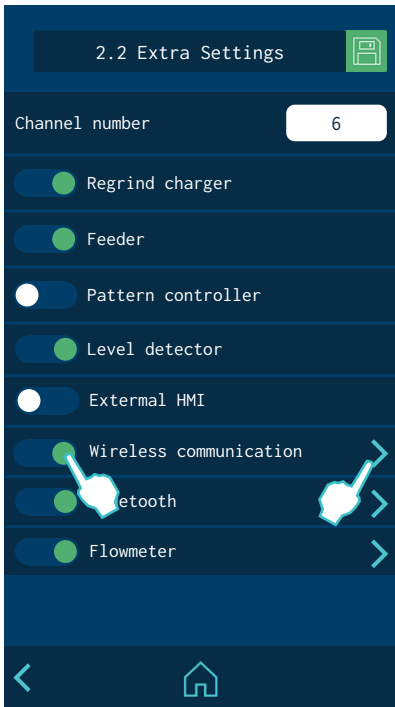 2.2 Extra Settings
Channel number 6
Regrind charger
Feeder
Pattern controller
Level detector
Extermal HMI
Wireless communication
etooth
Flowmeter